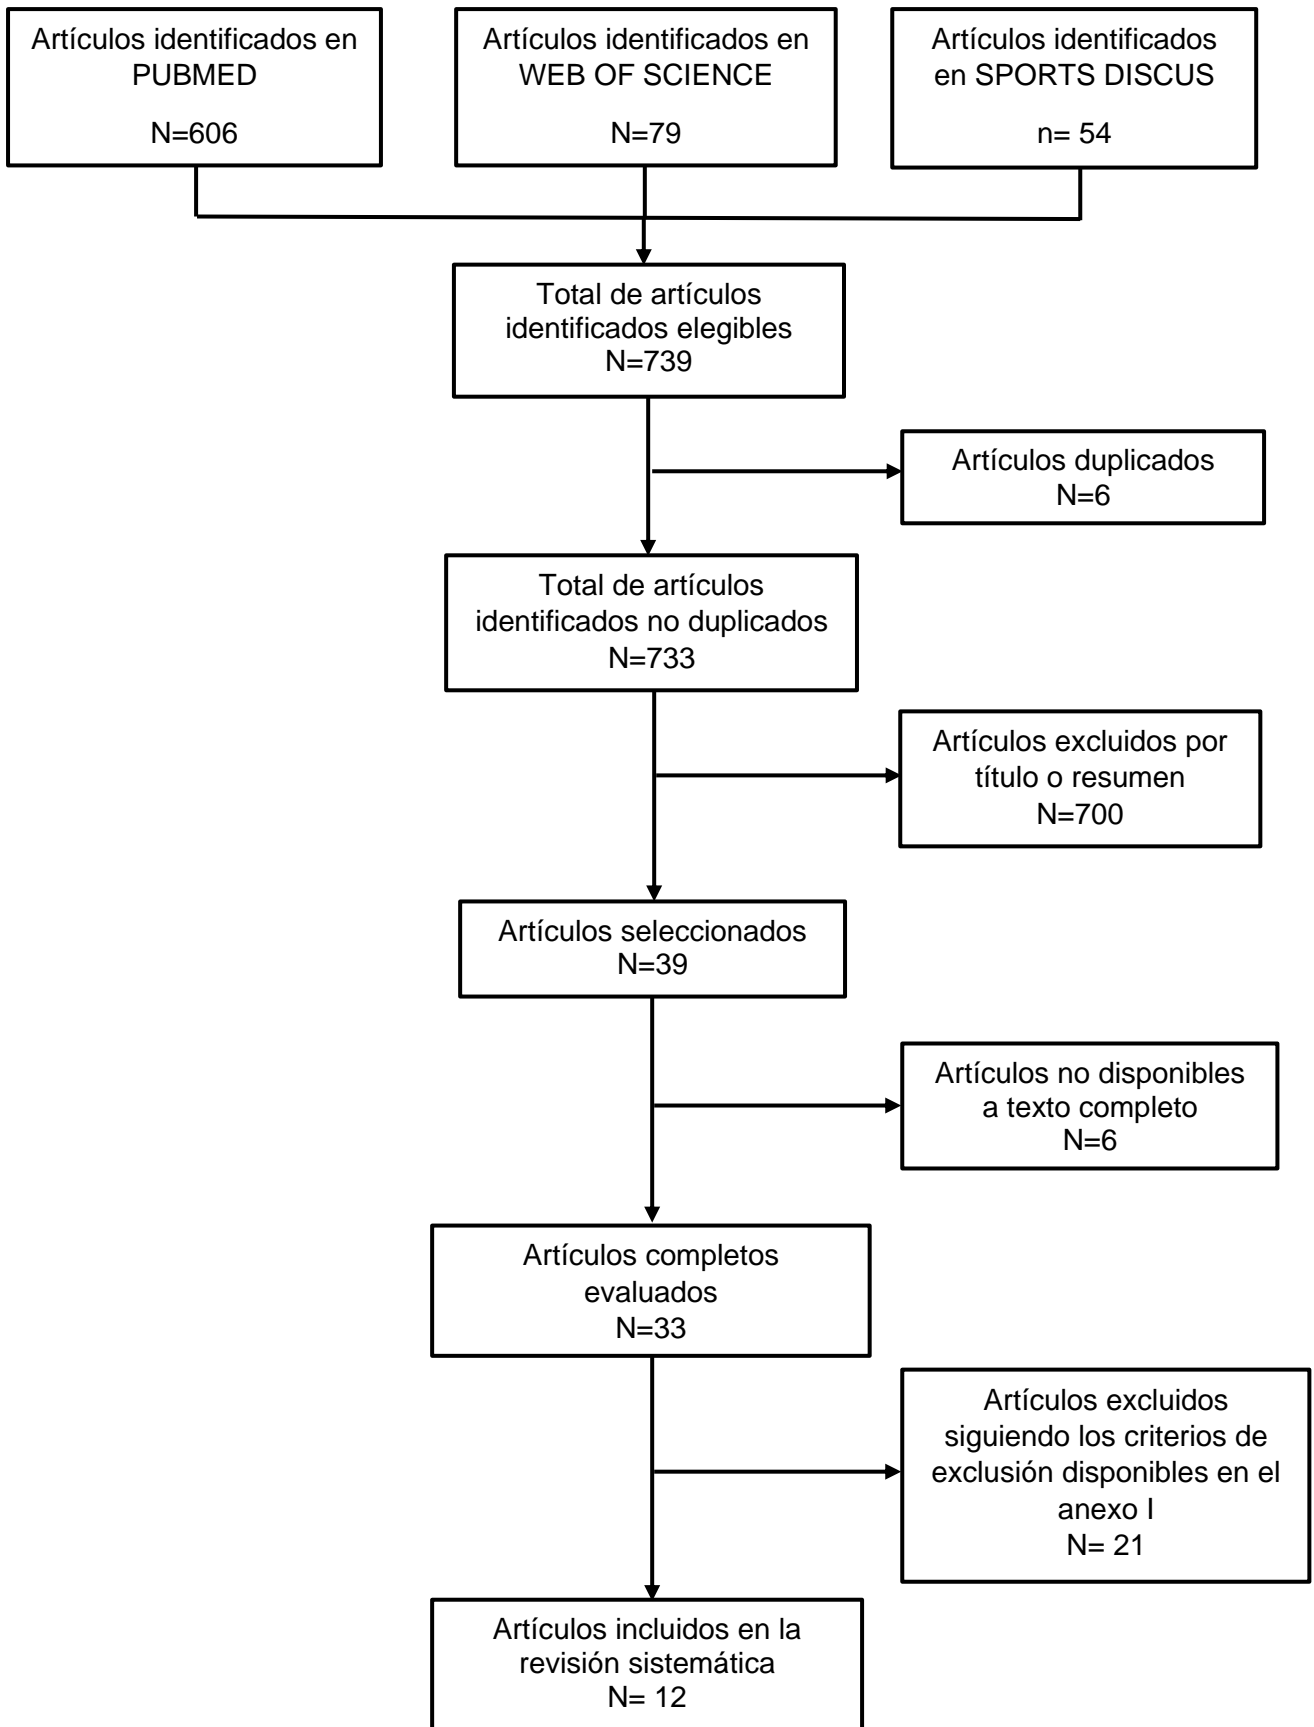 Artículos identificados en
PUBMED
N=606
Artículos identificados en
WEB OF SCIENCE
N=79
Artículos identificados
en SPORTS DISCUS
n= 54
Total de artículos
identificados elegibles
N=739
Artículos duplicados
N=6
Total de artículos
identificados no duplicados
N=733
Artículos excluidos por
título o resumen
N=700
Artículos seleccionados
N=39
Artículos no disponibles
a texto completo
N=6
Artículos completos
evaluados
N=33
Artículos excluidos
siguiendo los criterios de
exclusión disponibles en el
anexo I
N= 21
Artículos incluidos en la
revisión sistemática
N= 12